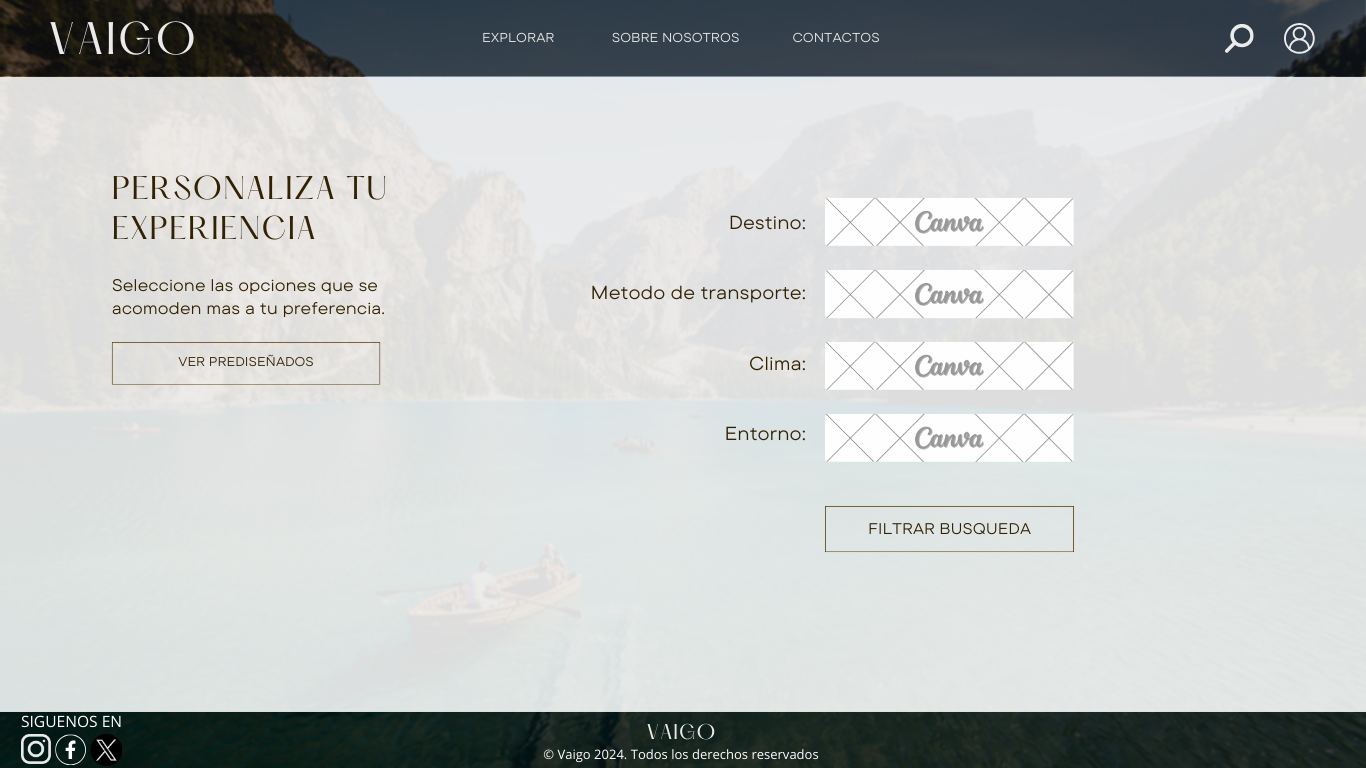 VAIGO
EXPLORAR
SOBRE NOSOTROS
CONTACTOS
PERSONALIZA TU
EXPERIENCIA
Seleccione las opciones que se
acomoden mas a tu preferencia.
VER PREDISEÑADOS
Destino:
Canva
Metodo de transporte:
Canva
Clima:
Canva
Entorno:
Canva
FILTRAR BUSQUEDA
SIGUENOS EN
VAIGO
© Vaigo 2024. Todos los derechos reservados